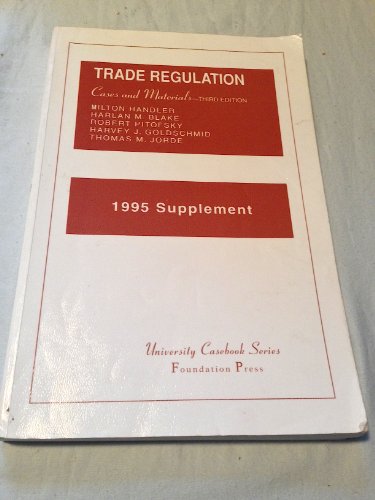 TRADE REGULATION
Cases and Materials—THIRD EDITION
MILTON HANDLER
HARLAN M. BLAKE
ROBERT PITOFSKY
HARVEY J. GOLDSCHMID
THOMAS M. JORDE
1995 Supplement
University Casebook Series
Foundation Press